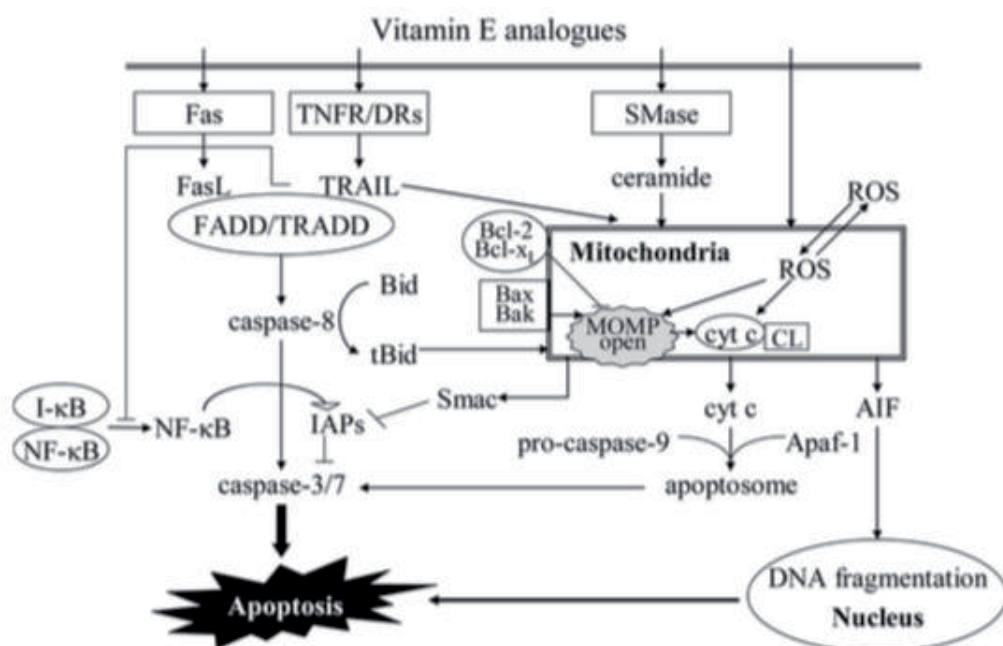 Vitamin E analogues
Fas
TNFR/DRs
SMase
FasL
TRAIL
ceramide
ROS
FADD/TRADD
Bcl-2
Bcl-xL
Mitochondria
ROS
Bid
Bax
Bak
caspase-8
MOMP
open
cyt c
CL
tBid
I-κB
NF-κB
NF-κB
IAPs
Smac
cyt c
AIF
pro-caspase-9
Apaf-1
caspase-3/7
apoptosome
DNA fragmentation
Nucleus
Apoptosis